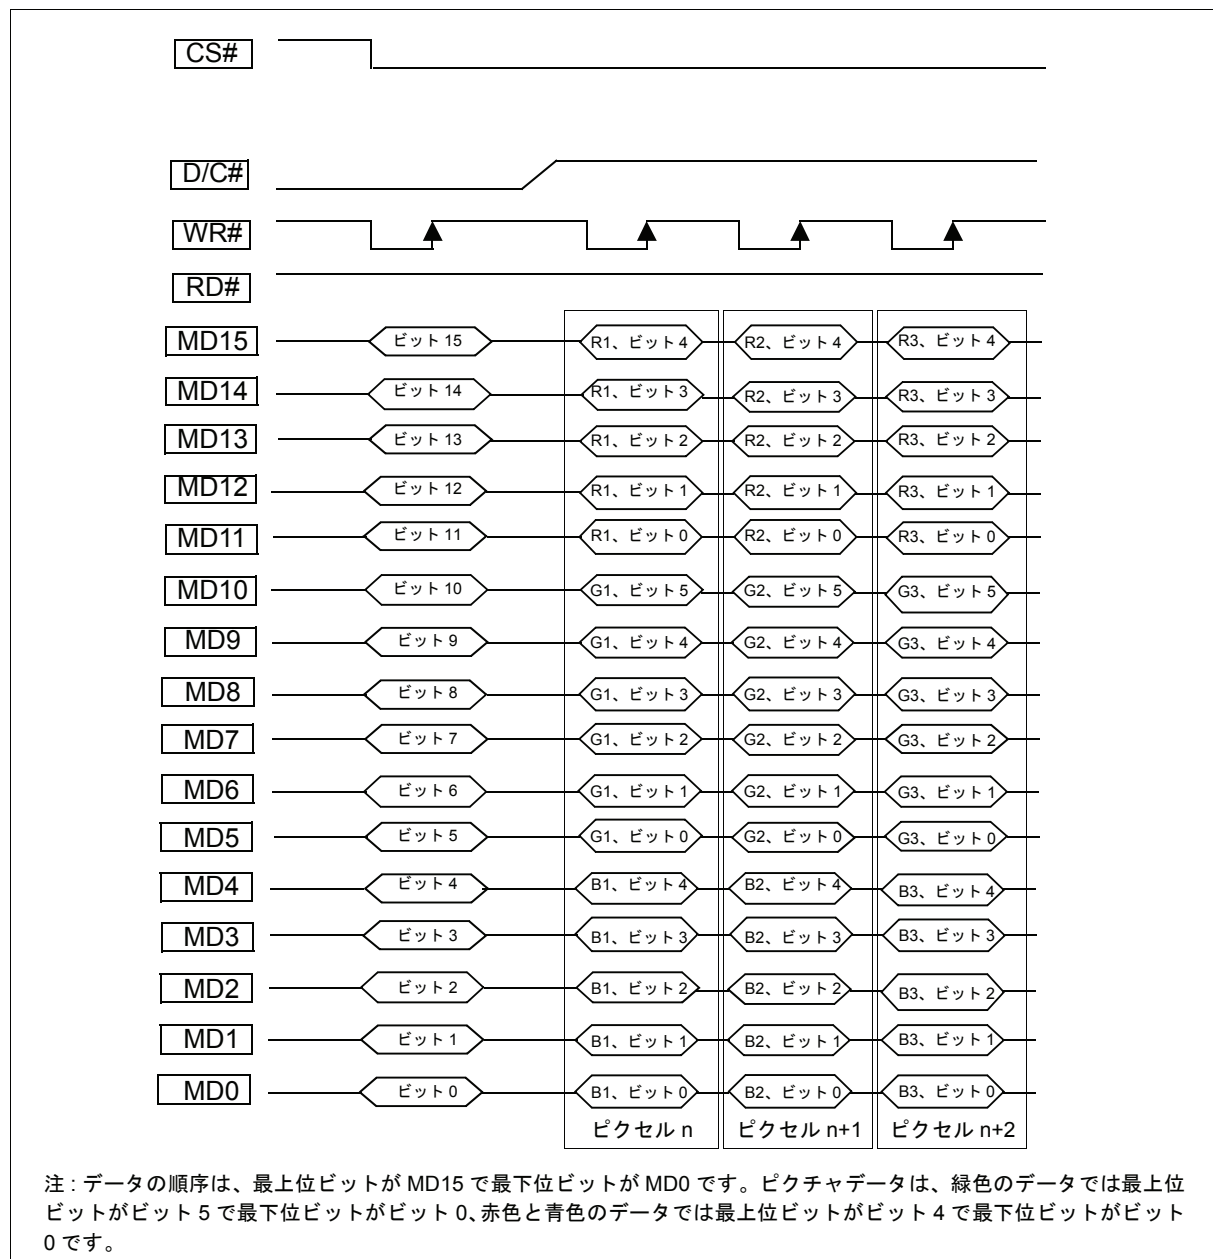 CS#
D/C#
WR#
RD#
MD15 ビット 15 R1、ビット 4 R2、ビット 4 R3、ビット 4
MD14 ビット 14 R1、ビット 3 R2、ビット 3 R3、ビット 3
MD13 ビット 13 R1、ビット 2 R2、ビット 2 R3、ビット 2
MD12 ビット 12 R1、ビット 1 R2、ビット 1 R3、ビット 1
MD11 ビット 11 R1、ビット 0 R2、ビット 0 R3、ビット 0
MD10 ビット 10 G1、ビット 5 G2、ビット 5 G3、ビット 5
MD9 ビット 9 G1、ビット 4 G2、ビット 4 G3、ビット 4
MD8 ビット 8 G1、ビット 3 G2、ビット 3 G3、ビット 3
MD7 ビット 7 G1、ビット 2 G2、ビット 2 G3、ビット 2
MD6 ビット 6 G1、ビット 1 G2、ビット 1 G3、ビット 1
MD5 ビット 5 G1、ビット 0 G2、ビット 0 G3、ビット 0
MD4 ビット 4 B1、ビット 4 B2、ビット 4 B3、ビット 4
MD3 ビット 3 B1、ビット 3 B2、ビット 3 B3、ビット 3
MD2 ビット 2 B1、ビット 2 B2、ビット 2 B3、ビット 2
MD1 ビット 1 B1、ビット 1 B2、ビット 1 B3、ビット 1
MD0 ビット 0 B1、ビット 0 B2、ビット 0 B3、ビット 0
ピクセル n ピクセル n+1 ピクセル n+2
注 : データの順序は、最上位ビットが MD15 で最下位ビットが MD0 です。ピクチャデータは、緑色のデータでは最上位
ビットがビット 5 で最下位ビットがビット 0、赤色と青色のデータでは最上位ビットがビット 4 で最下位ビットがビット
0 です。